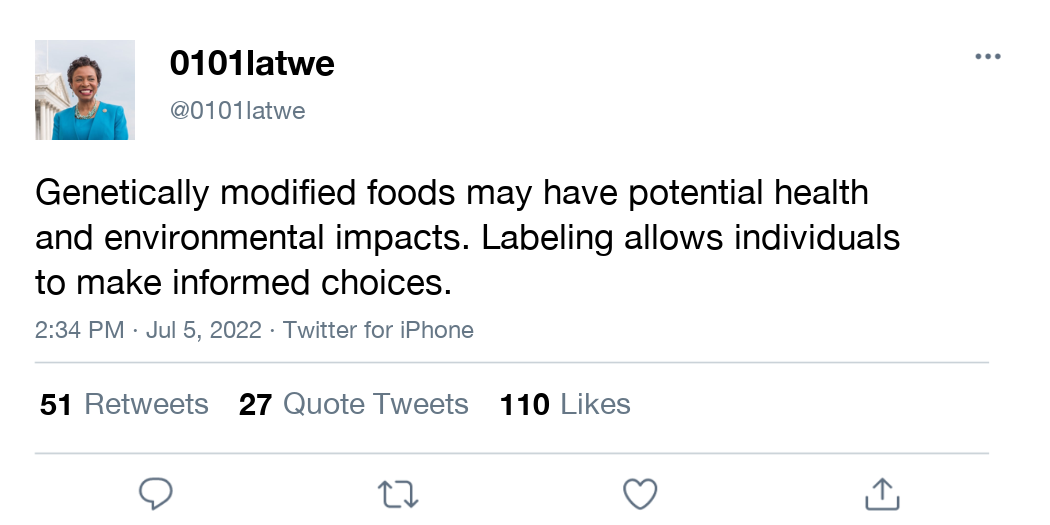 0101latwe
@0101latwe
Genetically modified foods may have potential health
and environmental impacts. Labeling allows individuals
to make informed choices.
2:34 PM · Jul 5, 2022 · Twitter for iPhone
51 Retweets 27 Quote Tweets 110 Likes